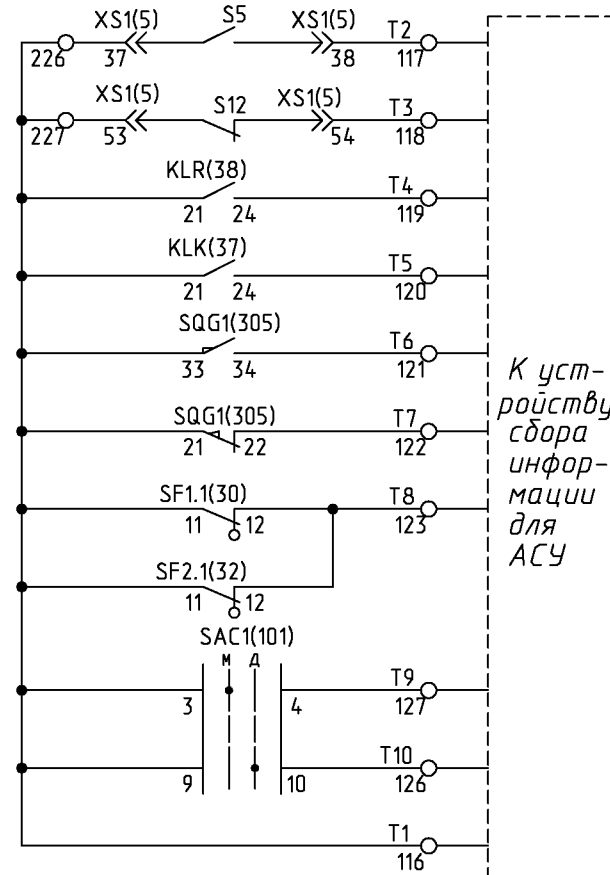 XS1(5) S5 XS1(5) T2
226 37 38 117
XS1(5) S12 XS1(5) T3
227 53 54 118
KLR(38) T4
21 24 119
KLK(37) T5
21 24 120
SQG1(305) T6
33 34 121
SQG1(305) T7
21 22 122
SF1.1(30) T8
11 12 123
SF2.1(32)
11 12
SAC1(101)
М Д
T9
3 4 127
T10
9 10 126
T1
116
К уст-
ройству
сбора
инфор-
мации
для
АСУ